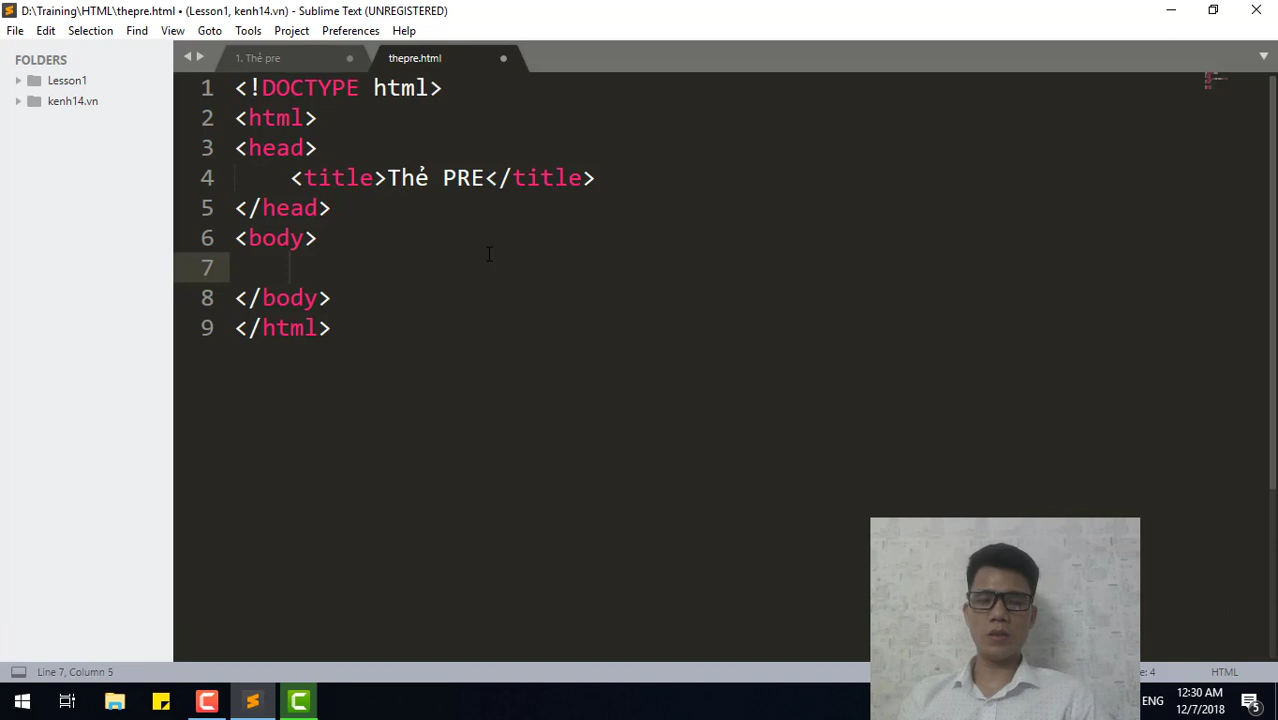 D:\Training\HTML\thepre.html • (Lesson1, kenh14.vn) - Sublime Text (UNREGISTERED)
File Edit Selection Find View Goto Tools Project Preferences Help
FOLDERS
Lesson1
kenh14.vn
1. Thẻ pre
thepre.html
1 <!DOCTYPE html>
2 <html>
3 <head>
4 <title>Thẻ PRE</title>
5 </head>
6 <body>
7
8 </body>
9 </html>
Line 7, Column 5
: 4
HTML
ENG
12:30 AM
12/7/2018
5